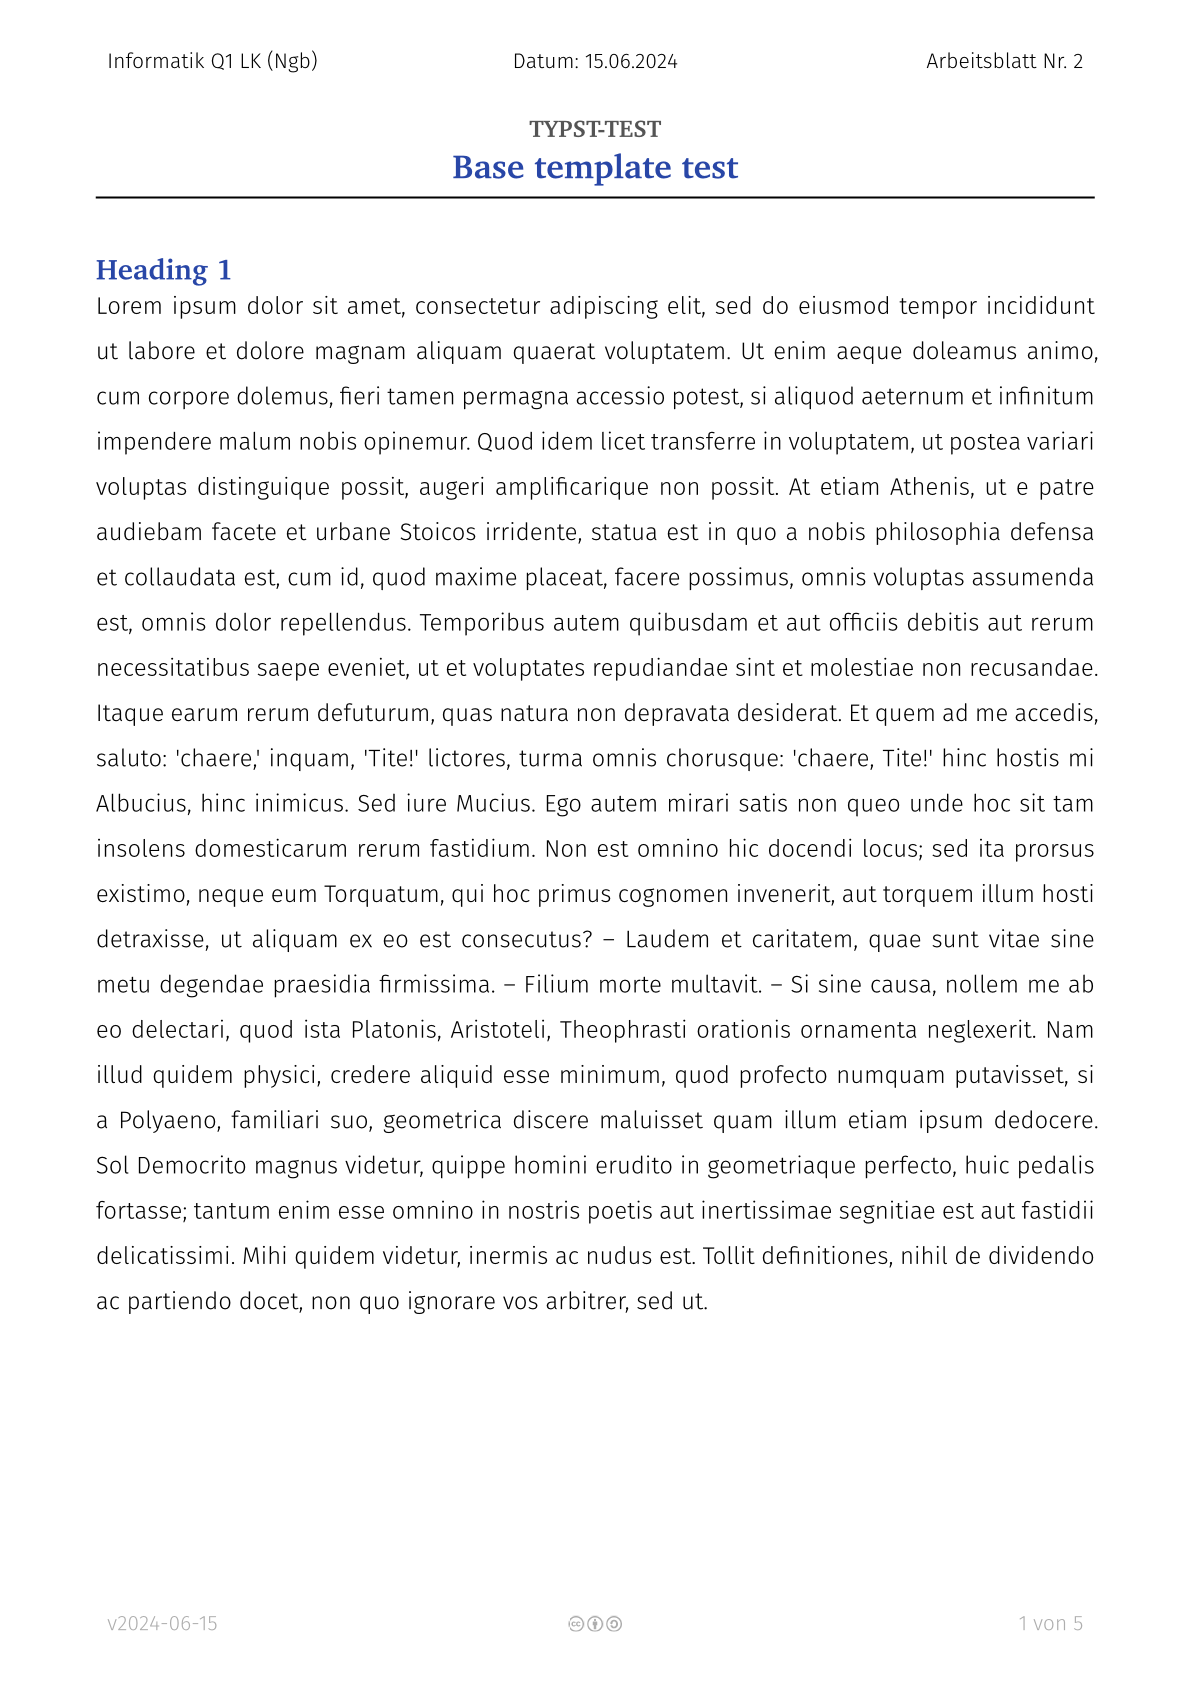 Informatik Q1 LK (Ngb) Datum: 15.06.2024 Arbeitsblatt Nr. 2
TYPST-TEST
Base template test
Heading 1
Lorem ipsum dolor sit amet, consectetur adipiscing elit, sed do eiusmod tempor incididunt
ut labore et dolore magnam aliquam quaerat voluptatem. Ut enim aeque doleamus animo,
cum corpore dolemus, fieri tamen permagna accessio potest, si aliquod aeternum et infinitum
impendere malum nobis opinemur. Quod idem licet transferre in voluptatem, ut postea variari
voluptas distinguique possit, augeri amplificarique non possit. At etiam Athenis, ut e patre
audiebam facete et urbane Stoicos irridente, statua est in quo a nobis philosophia defensa
et collaudata est, cum id, quod maxime placeat, facere possimus, omnis voluptas assumenda
est, omnis dolor repellendus. Temporibus autem quibusdam et aut officiis debitis aut rerum
necessitatibus saepe eveniet, ut et voluptates repudiandae sint et molestiae non recusandae.
Itaque earum rerum defuturum, quas natura non depravata desiderat. Et quem ad me accedis,
saluto: 'chaere,' inquam, 'Tite!' lictores, turma omnis chorusque: 'chaere, Tite!' hinc hostis mi
Albucius, hinc inimicus. Sed iure Mucius. Ego autem mirari satis non queo unde hoc sit tam
insolens domesticarum rerum fastidium. Non est omnino hic docendi locus; sed ita prorsus
existimo, neque eum Torquatum, qui hoc primus cognomen invenerit, aut torquem illum hosti
detraxisse, ut aliquam ex eo est consecutus? – Laudem et caritatem, quae sunt vitae sine
metu degendae praesidia firmissima. – Filium morte multavit. – Si sine causa, nollem me ab
eo delectari, quod ista Platonis, Aristoteli, Theophrasti orationis ornamenta neglexerit. Nam
illud quidem physici, credere aliquid esse minimum, quod profecto numquam putavisset, si
a Polyaeno, familiari suo, geometrica discere maluisset quam illum etiam ipsum dedocere.
Sol Democrito magnus videtur, quippe homini erudito in geometriaque perfecto, huic pedalis
fortasse; tantum enim esse omnino in nostris poetis aut inertissimae segnitiae est aut fastidii
delicatissimi. Mihi quidem videtur, inermis ac nudus est. Tollit definitiones, nihil de dividendo
ac partiendo docet, non quo ignorare vos arbitrer, sed ut.
v2024-06-15 1 von 5